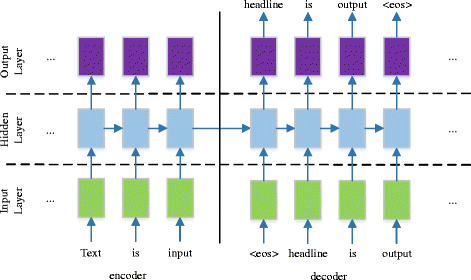 headline is output <eos>
Output Layer
... ...
Hidden Layer
... ...
Input Layer
... ...
Text is input <eos> headline is output
encoder decoder